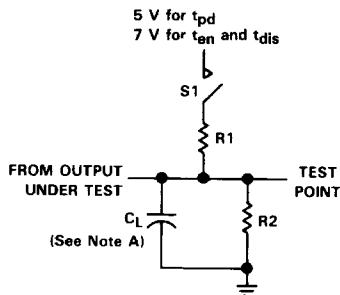 5 V for tpd
7 V for ten and tdis
S1
R1
FROM OUTPUT
UNDER TEST
TEST
POINT
CL
R2
(See Note A)